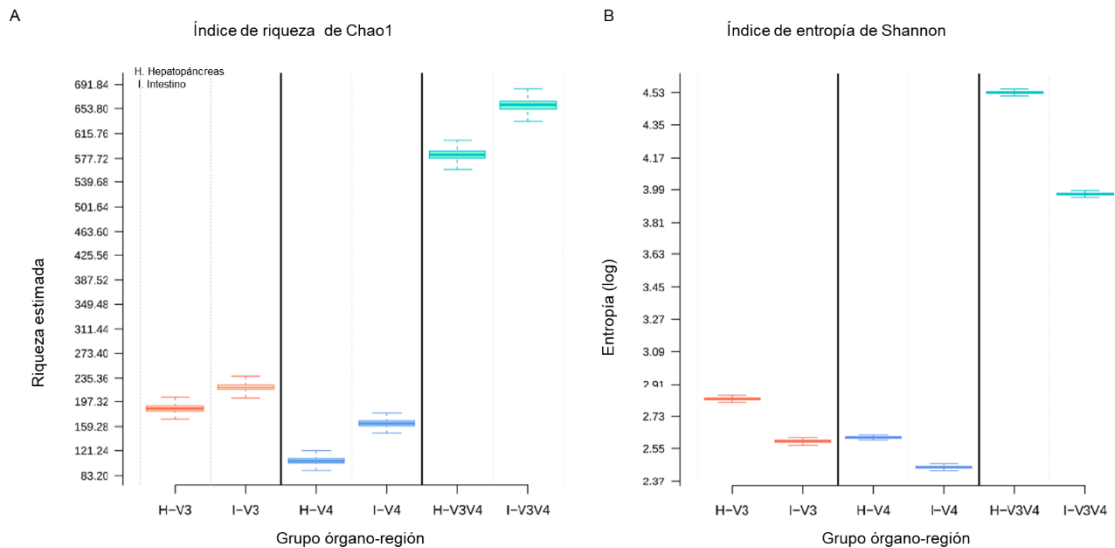 A
Índice de riqueza de Chao1
H. Hepatopáncreas
I. Intestino
691.84
653.80
615.76
577.72
539.68
501.64
463.60
425.56
387.52
349.48
311.44
273.40
235.36
197.32
159.28
121.24
83.20
Riqueza estimada
H-V3
I-V3
H-V4
I-V4
H-V3V4
I-V3V4
Grupo órgano-región
B
Índice de entropía de Shannon
4.53
4.35
4.17
3.99
3.81
3.63
3.45
3.27
3.09
2.91
2.73
2.55
2.37
Entropía (log)
H-V3
I-V3
H-V4
I-V4
H-V3V4
I-V3V4
Grupo órgano-región